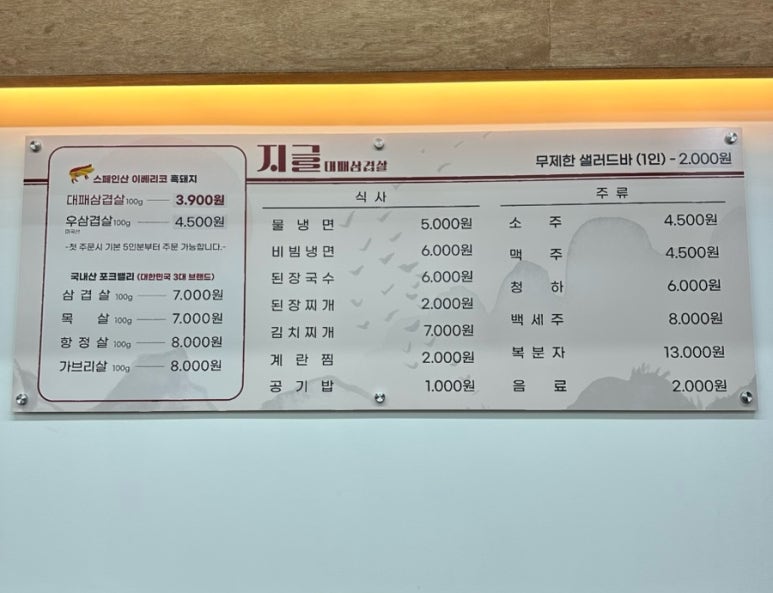 스페인산 이베리코 흑돼지
대패삼겹살 100g 3.900원
우삼겹살 100g 4.500원
미국산
-첫 주문시 기본 5인분부터 주문 가능합니다.-
국내산 포크밸리 (대한민국 3대 브랜드)
삼겹살 100g 7.000원
목살 100g 7.000원
항정살 100g 8.000원
가브리살 100g 8.000원
지글 대패삼겹살
무제한 샐러드바 (1인) - 2.000원
식사
물냉면 5.000원
비빔냉면 6.000원
된장국수 6.000원
된장찌개 2.000원
김치찌개 7.000원
계란찜 2.000원
공기밥 1.000원
주류
소주 4.500원
맥주 4.500원
청하 6.000원
백세주 8.000원
복분자 13.000원
음료 2.000원